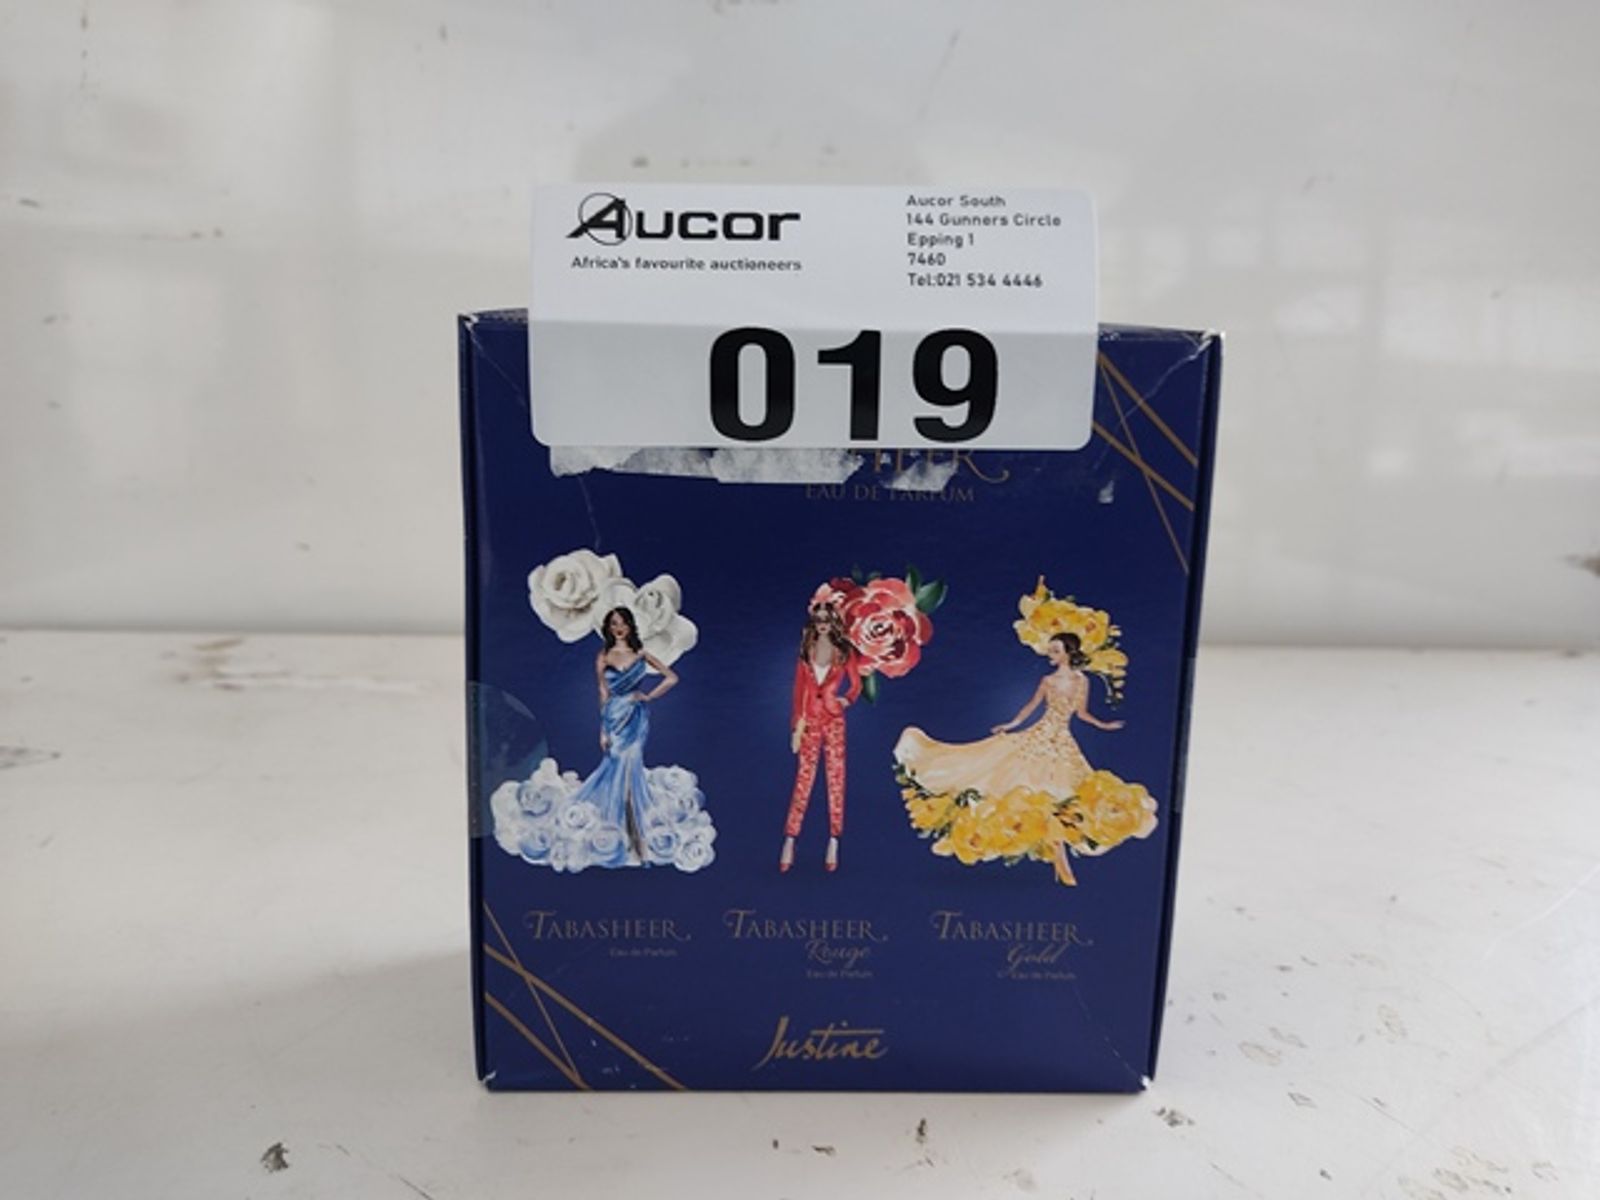 Aucor
Africa's favourite auctioneers
Aucor South
144 Gunners Circle
Epping 1
7460
Tel:021 534 4446
019
EAU DE PARFUM
TABASHEER
Eau de Parfum
TABASHEER
Rouge
Eau de Parfum
TABASHEER
Gold
Eau de Parfum
Justine